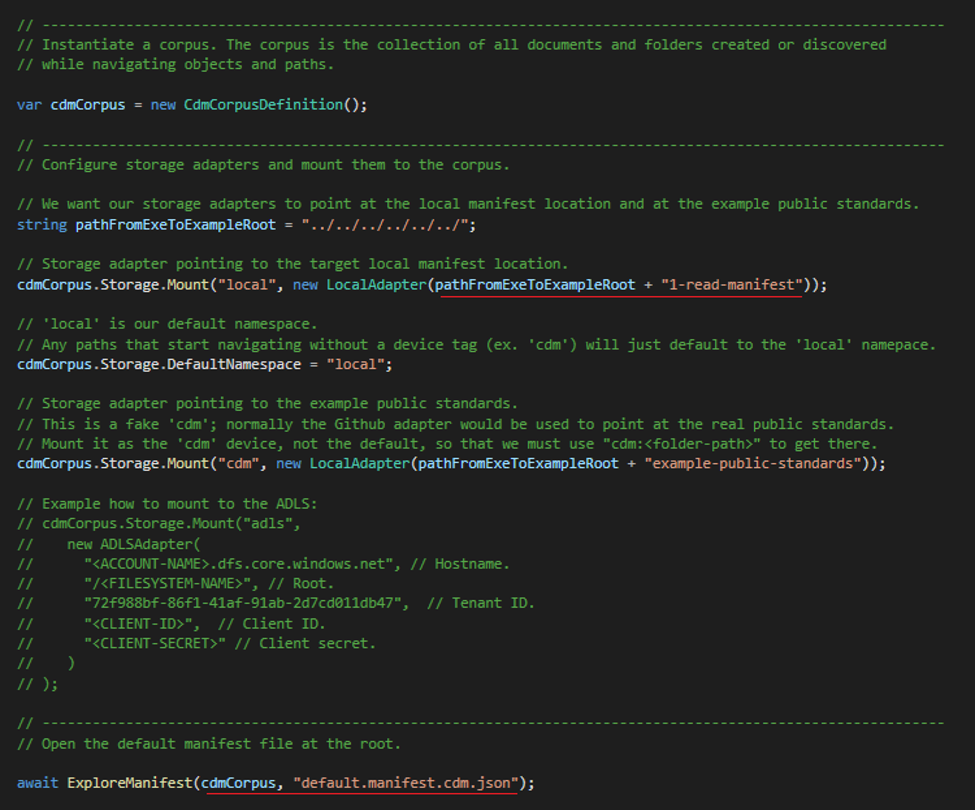 // ------------------------------------------------------------------------------------------------------------
// Instantiate a corpus. The corpus is the collection of all documents and folders created or discovered
// while navigating objects and paths.
var cdmCorpus = new CdmCorpusDefinition();
// ------------------------------------------------------------------------------------------------------------
// Configure storage adapters and mount them to the corpus.
// We want our storage adapters to point at the local manifest location and at the example public standards.
string pathFromExeToExampleRoot = "../../../../../../";
// Storage adapter pointing to the target local manifest location.
cdmCorpus.Storage.Mount("local", new LocalAdapter(pathFromExeToExampleRoot + "1-read-manifest"));
// 'local' is our default namespace.
// Any paths that start navigating without a device tag (ex. 'cdm') will just default to the 'local' namepace.
cdmCorpus.Storage.DefaultNamespace = "local";
// Storage adapter pointing to the example public standards.
// This is a fake 'cdm'; normally the Github adapter would be used to point at the real public standards.
// Mount it as the 'cdm' device, not the default, so that we must use "cdm:<folder-path>" to get there.
cdmCorpus.Storage.Mount("cdm", new LocalAdapter(pathFromExeToExampleRoot + "example-public-standards"));
// Example how to mount to the ADLS:
// cdmCorpus.Storage.Mount("adls",
//    new ADLSAdapter(
//      "<ACCOUNT-NAME>.dfs.core.windows.net", // Hostname.
//      "/<FILESYSTEM-NAME>", // Root.
//      "72f988bf-86f1-41af-91ab-2d7cd011db47",  // Tenant ID.
//      "<CLIENT-ID>",  // Client ID.
//      "<CLIENT-SECRET>" // Client secret.
//    )
// );
// ------------------------------------------------------------------------------------------------------------
// Open the default manifest file at the root.
await ExploreManifest(cdmCorpus, "default.manifest.cdm.json");